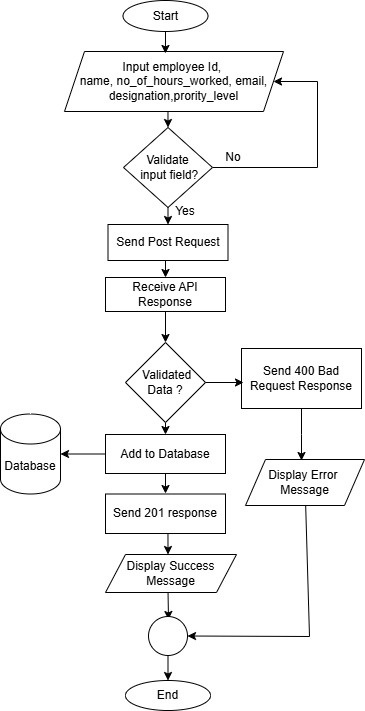 Start
Input employee Id,
name, no_of_hours_worked, email,
designation,prority_level
Validate
input field?
No
Yes
Send Post Request
Receive API
Response
Validated
Data ?
Send 400 Bad
Request Response
Add to Database
Database
Display Error
Message
Send 201 response
Display Success
Message
End